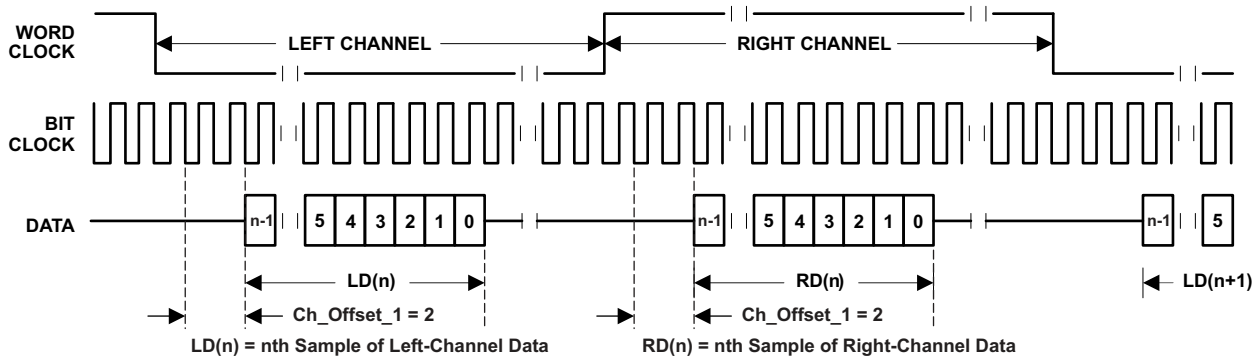 WORD
CLOCK
LEFT CHANNEL
RIGHT CHANNEL
BIT
CLOCK
DATA
n-1 5 4 3 2 1 0 n-1 5 4 3 2 1 0 n-1 5
LD(n)
RD(n)
LD(n+1)
Ch_Offset_1 = 2
Ch_Offset_1 = 2
LD(n) = nth Sample of Left-Channel Data
RD(n) = nth Sample of Right-Channel Data